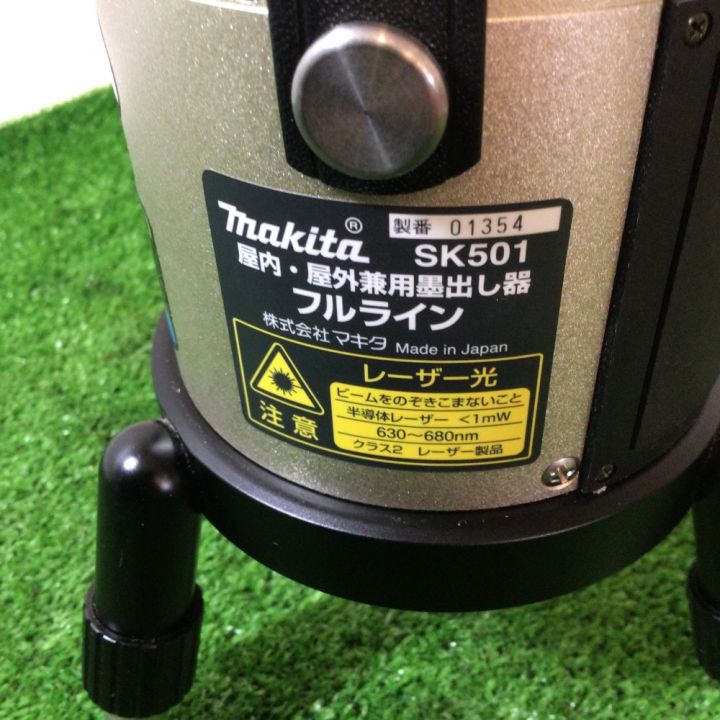 makita® 製番 01354
SK501
屋内・屋外兼用墨出し器
フルライン
株式会社マキタ Made in Japan
注意
レーザー光
ビームをのぞきこまないこと
半導体レーザー <1mW
630〜680nm
クラス2 レーザー製品